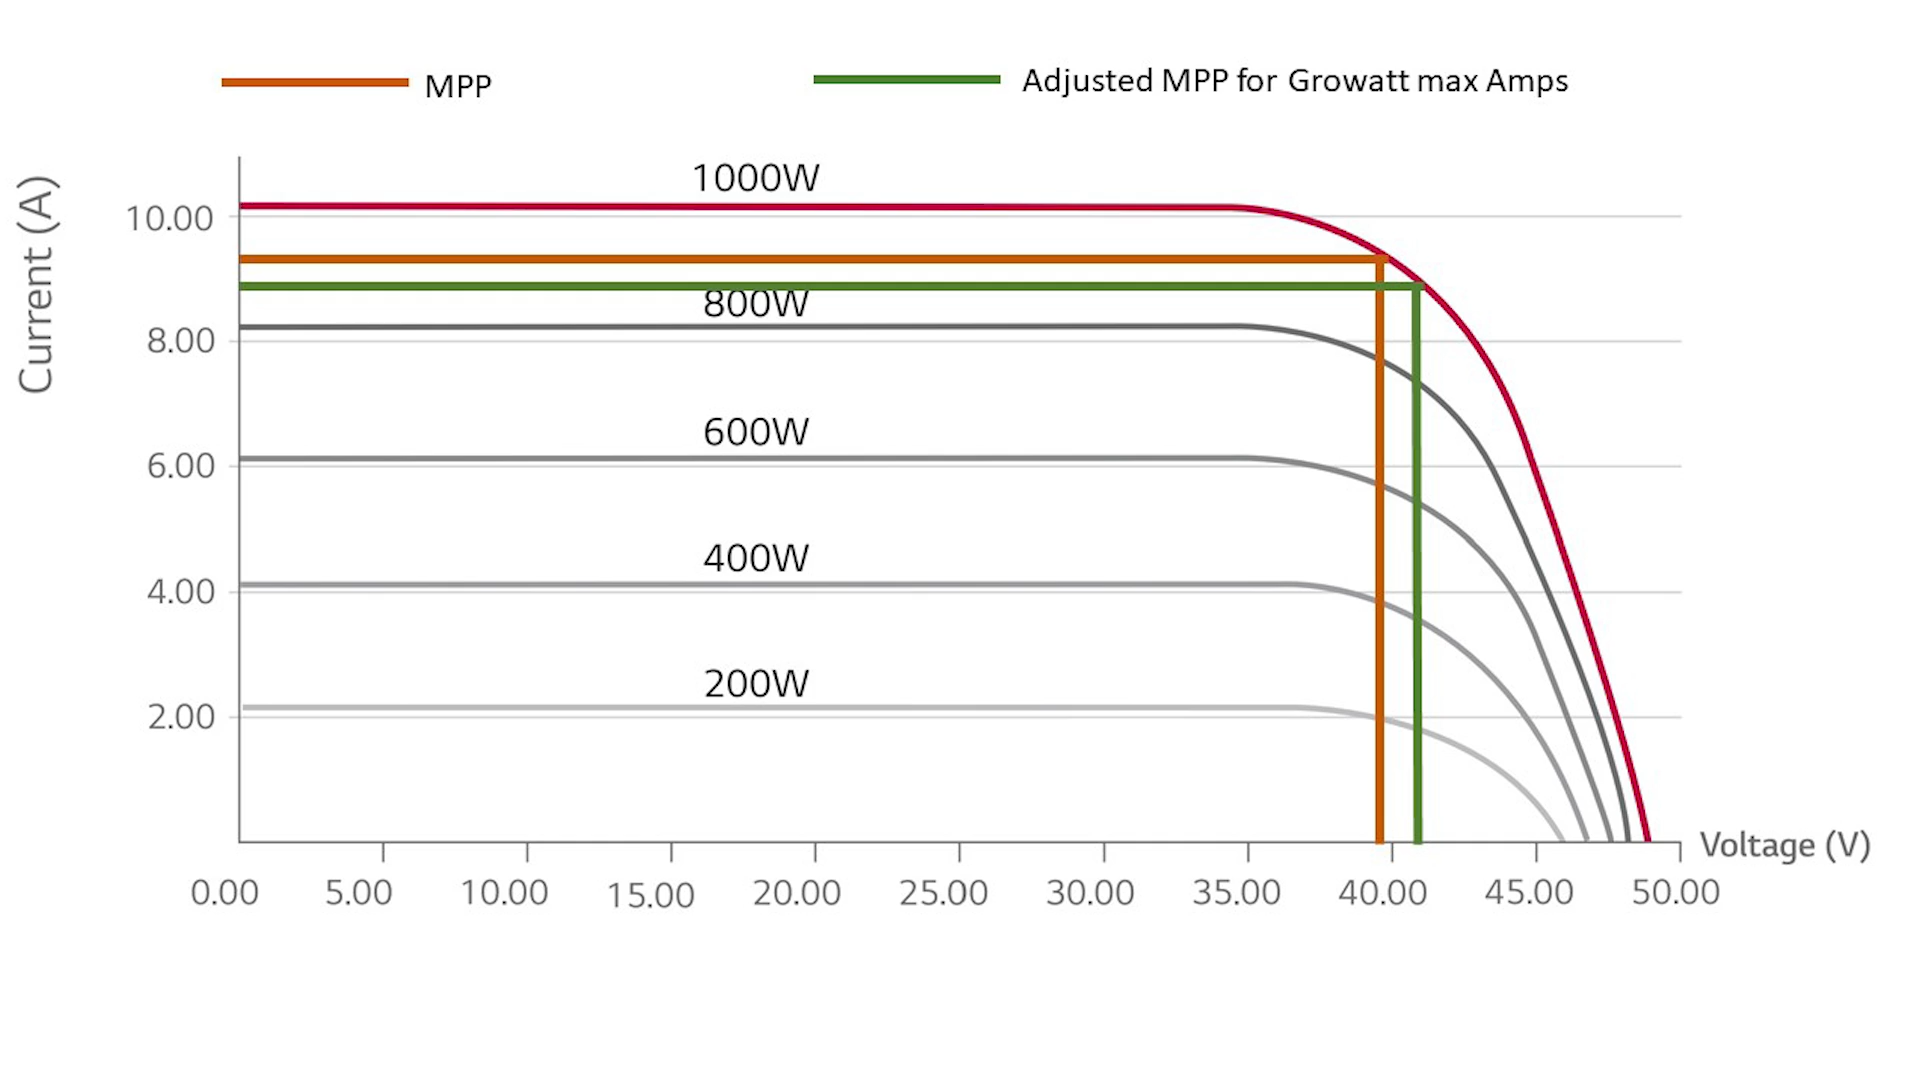 MPP
Adjusted MPP for Growatt max Amps
Current (A)
1000W
10.00
800W
8.00
600W
6.00
400W
4.00
200W
2.00
Voltage (V)
0.00 5.00 10.00 15.00 20.00 25.00 30.00 35.00 40.00 45.00 50.00